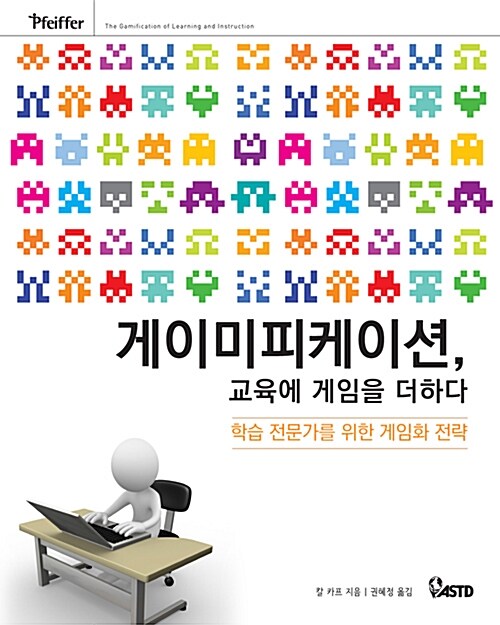 Pfeiffer
The Gamification of Learning and Instruction
게이미피케이션,
교육에 게임을 더하다
학습 전문가를 위한 게임화 전략
칼 카프 지음 | 권혜정 옮김
ASTD